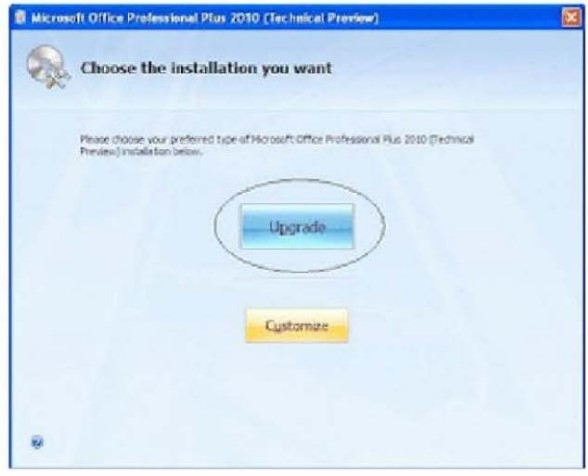 Microsoft Office Professional Plus 2010 (Technical Preview)
Choose the installation you want
Please choose your preferred type of Microsoft Office Professional Plus 2010 (Technical
Preview) installation below.
Upgrade
Customize